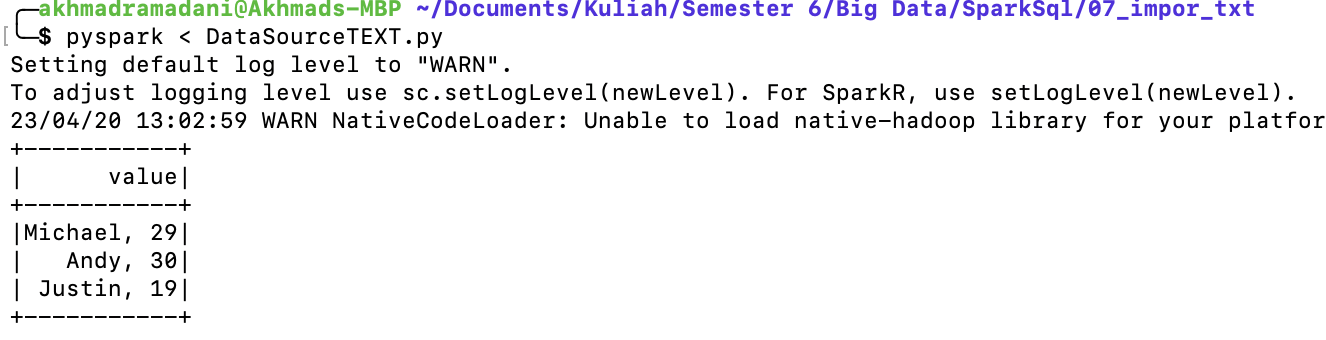 akhmadramadani@Akhmads-MBP ~/Documents/Kuliah/Semester 6/Big Data/SparkSql/07_impor_txt
$ pyspark < DataSourceTEXT.py
Setting default log level to "WARN".
To adjust logging level use sc.setLogLevel(newLevel). For SparkR, use setLogLevel(newLevel).
23/04/20 13:02:59 WARN NativeCodeLoader: Unable to load native-hadoop library for your platfor
+-----------+
|      value|
+-----------+
|Michael, 29|
|   Andy, 30|
| Justin, 19|
+-----------+